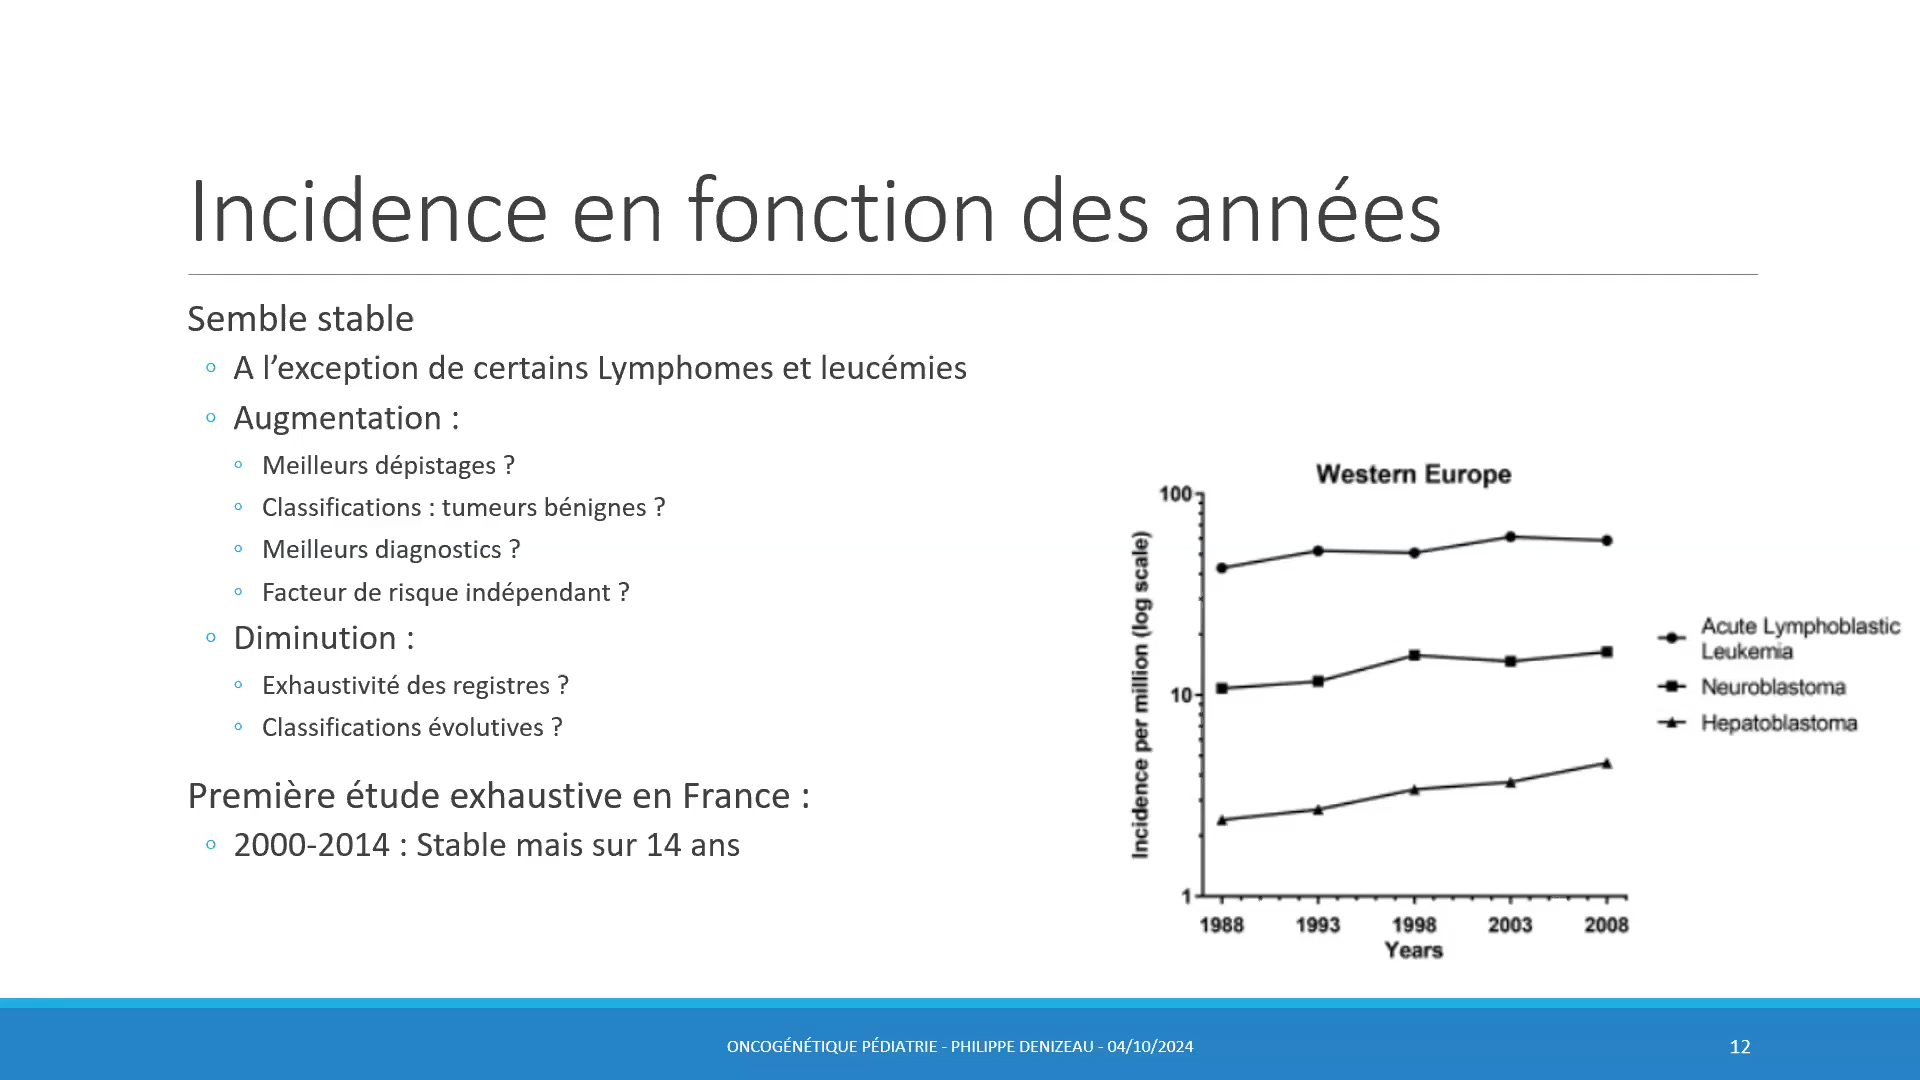 Incidence en fonction des années
Semble stable
◦ A l’exception de certains Lymphomes et leucémies
◦ Augmentation :
◦ Meilleurs dépistages ?
◦ Classifications : tumeurs bénignes ?
◦ Meilleurs diagnostics ?
◦ Facteur de risque indépendant ?
◦ Diminution :
◦ Exhaustivité des registres ?
◦ Classifications évolutives ?
Première étude exhaustive en France :
◦ 2000-2014 : Stable mais sur 14 ans
Western Europe
100
10
1
Incidence per million (log scale)
1988 1993 1998 2003 2008
Years
Acute Lymphoblastic
Leukemia
Neuroblastoma
Hepatoblastoma
ONCOGÉNÉTIQUE PÉDIATRIE - PHILIPPE DENIZEAU - 04/10/2024
12